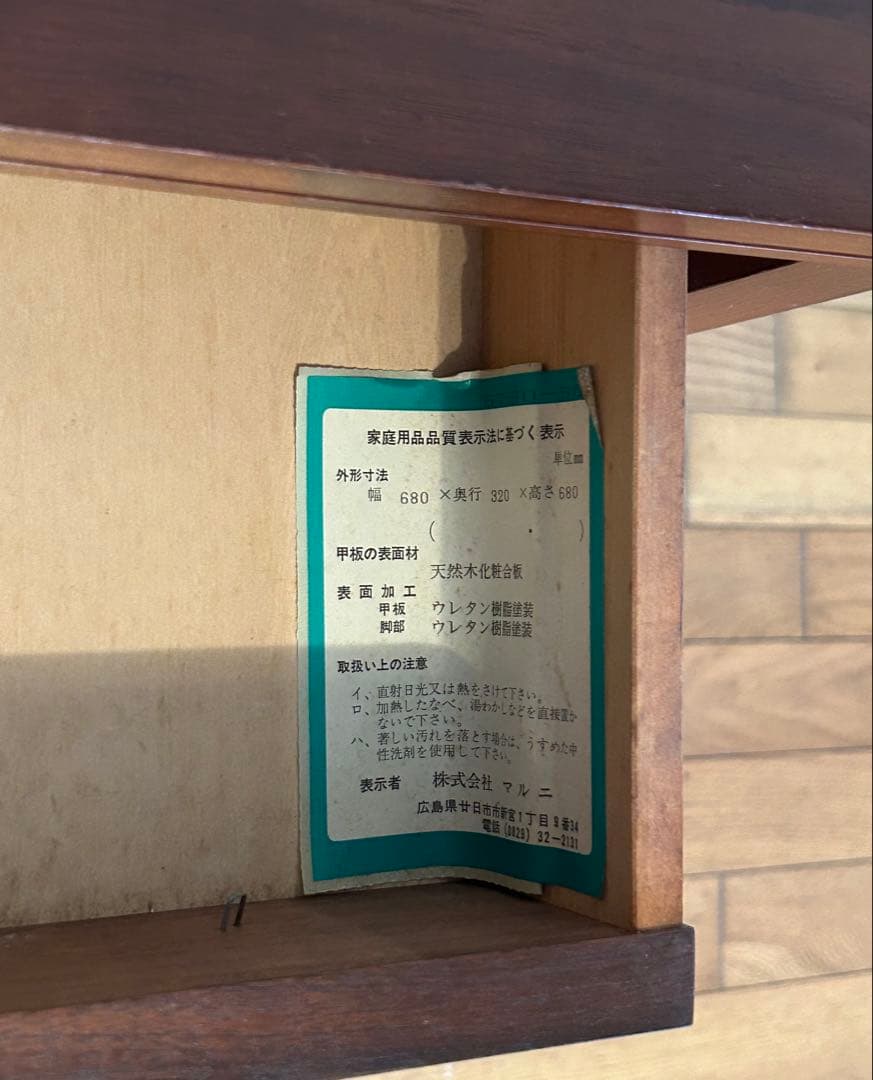 家庭用品品質表示法に基づく表示
単位㎜
外形寸法
幅 680 ×奥行 320 ×高さ680
( ・ )
甲板の表面材
天然木化粧合板
表面加工
甲板 ウレタン樹脂塗装
脚部 ウレタン樹脂塗装
取扱い上の注意
イ、直射日光又は熱をさけて下さい。
ロ、加熱したなべ、湯わかしなどを直接置か
ないで下さい。
ハ、著しい汚れを落とす場合は、うすめた中
性洗剤を使用して下さい。
表示者 株式会社 マルニ
広島県廿日市市新宮1丁目9番34
電話(0829) 32-2131